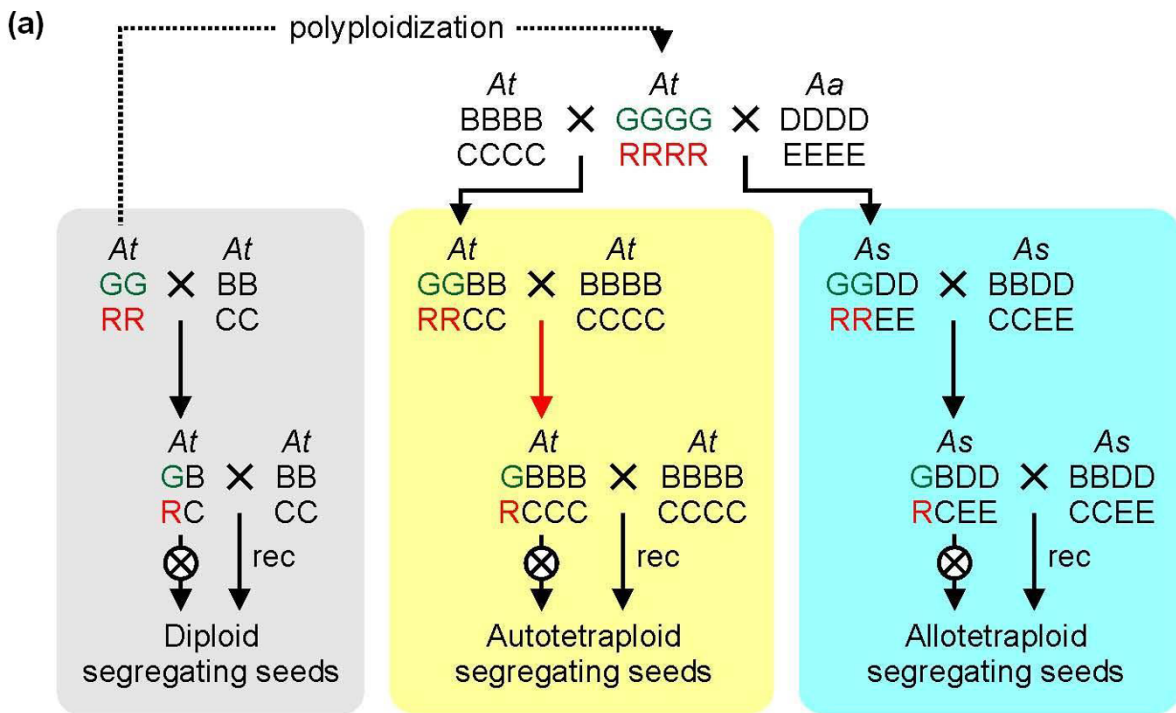 (a)
polyploidization
At At Aa
BBBB × GGGG × DDDD
CCCC RRRR EEEE
At At
GG × BB
RR CC
At At
GB × BB
RC CC
rec
Diploid
segregating seeds
At At
GGBB × BBBB
RRCC CCCC
At At
GBBB × BBBB
RCCC CCCC
rec
Autotetraploid
segregating seeds
As As
GGDD × BBDD
RREE CCEE
As As
GBDD × BBDD
RCEE CCEE
rec
Allotetraploid
segregating seeds